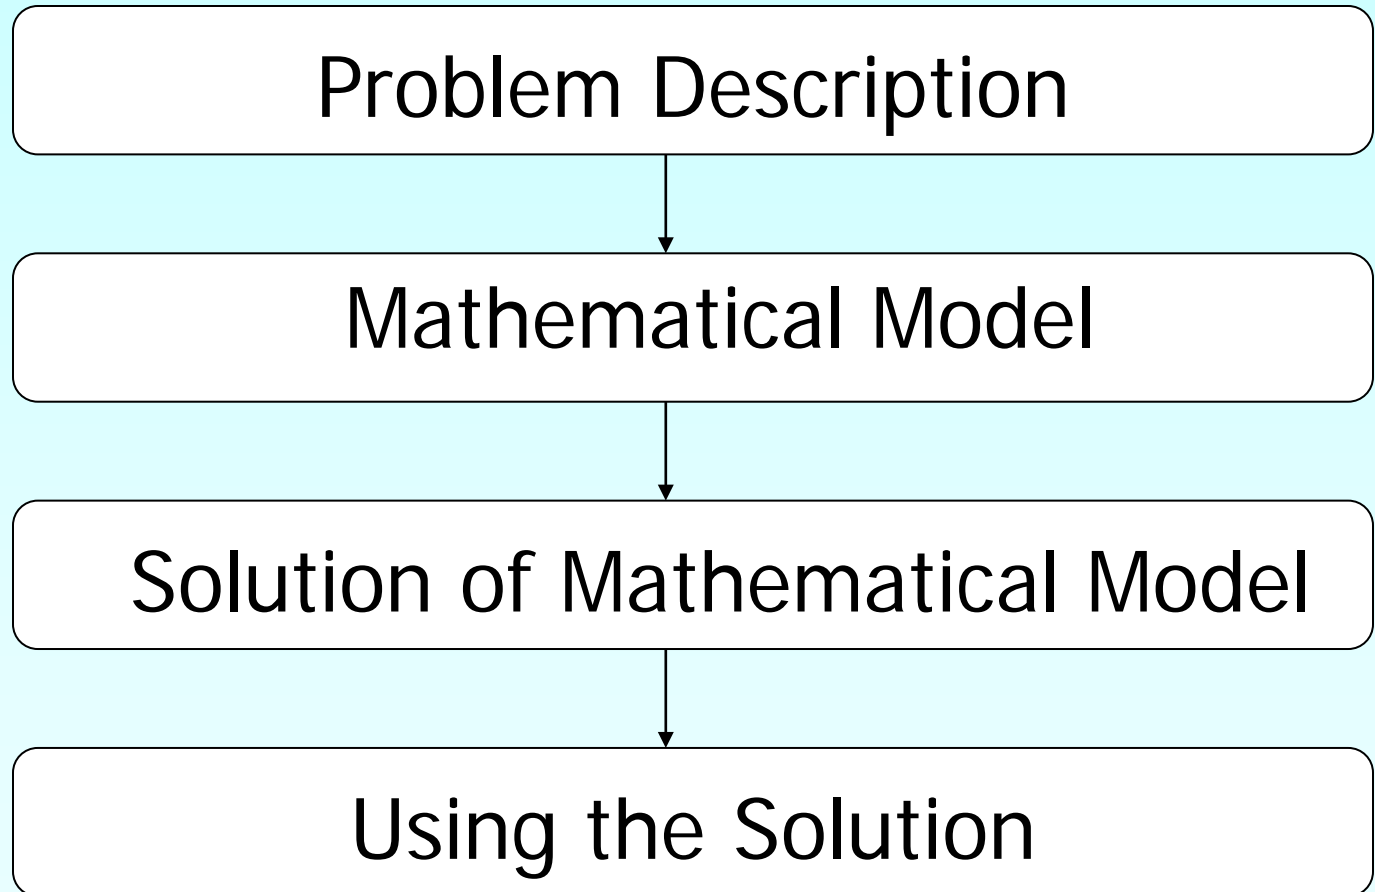 Problem Description
Mathematical Model
Solution of Mathematical Model
Using the Solution